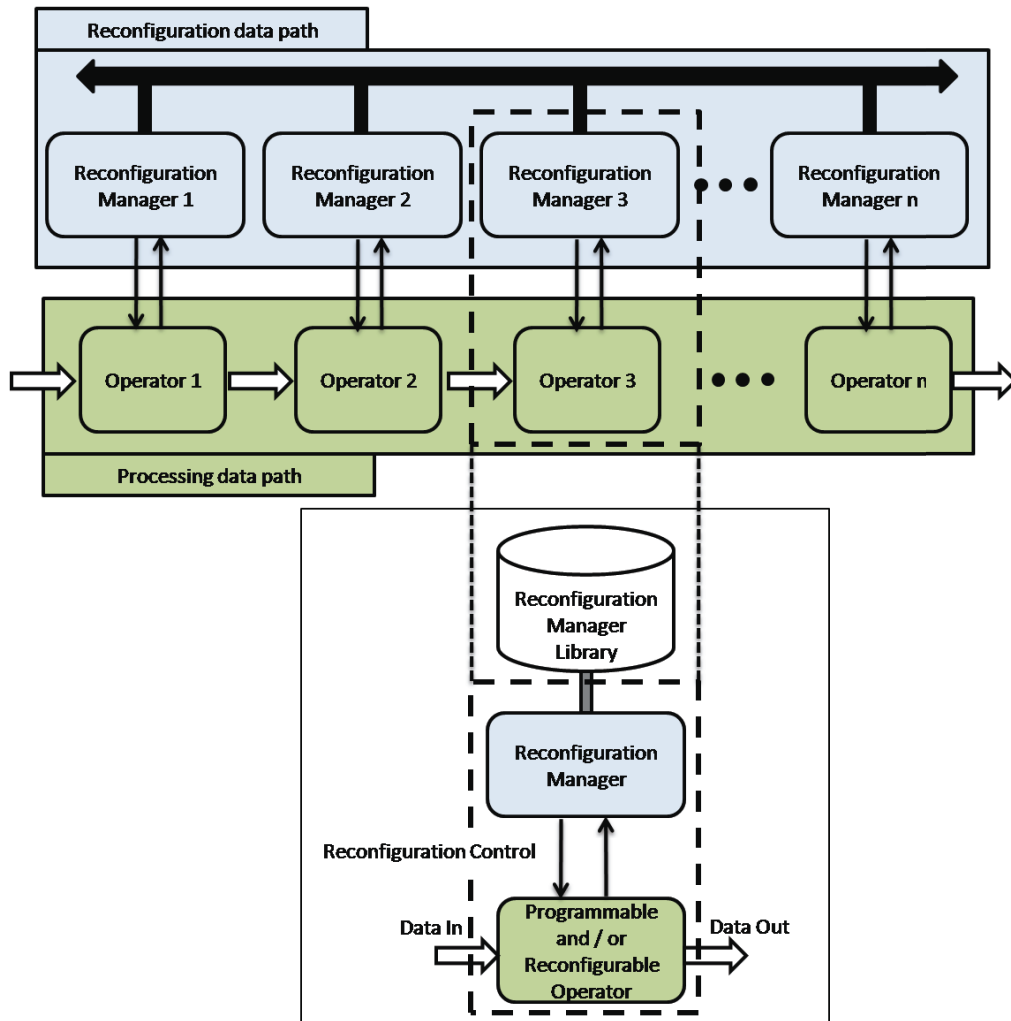 Reconfiguration data path
Reconfiguration
Manager 1
Reconfiguration
Manager 2
Reconfiguration
Manager 3
Reconfiguration
Manager n
Operator 1
Operator 2
Operator 3
Operator n
Processing data path
Reconfiguration
Manager
Library
Reconfiguration
Manager
Reconfiguration Control
Data In
Programmable
and / or
Reconfigurable
Operator
Data Out